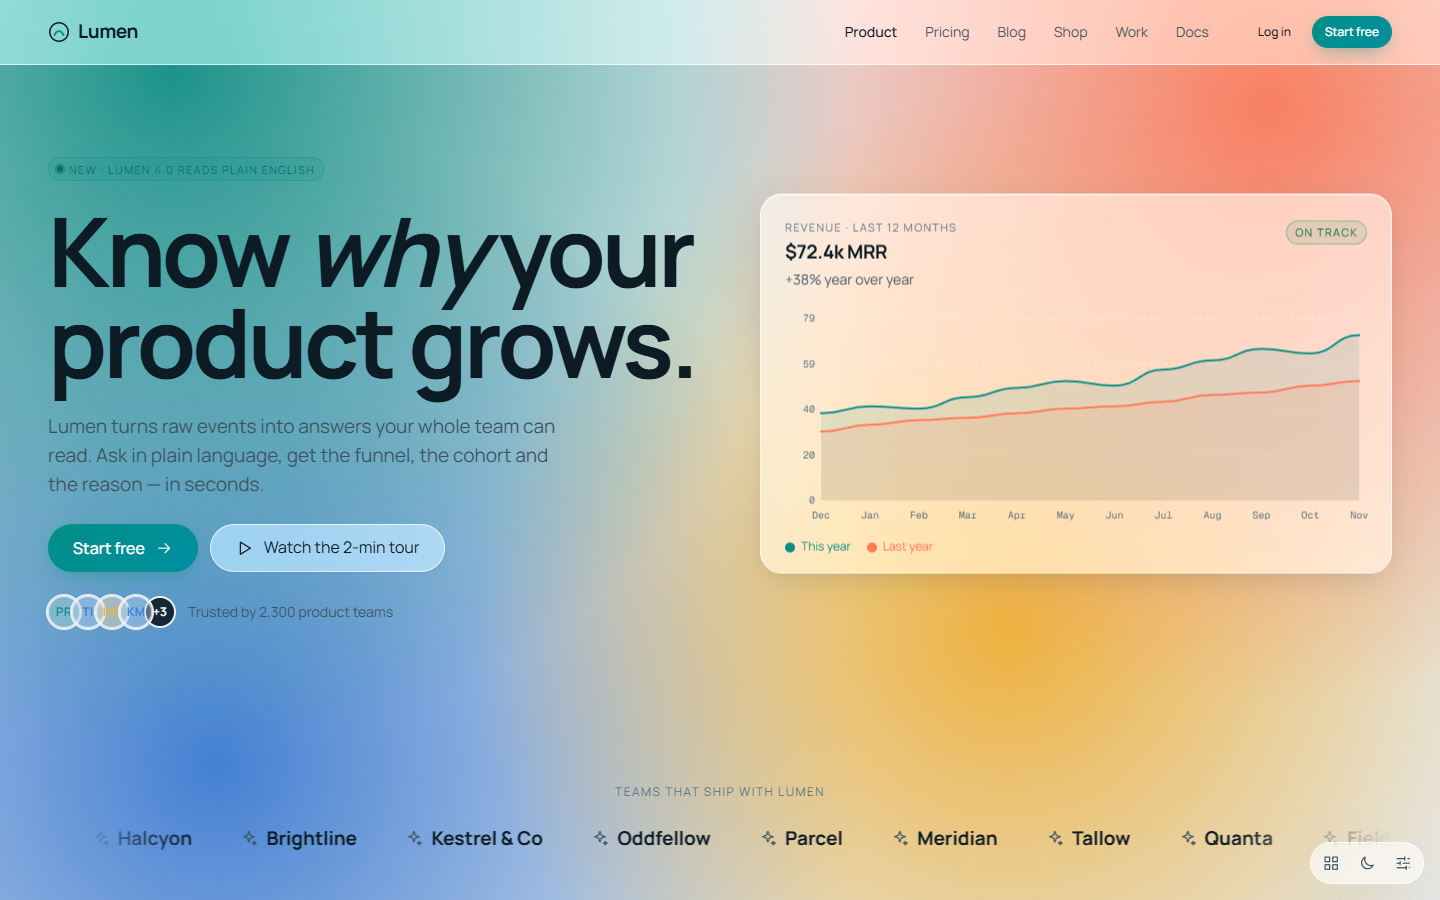 Lumen
Product Pricing Blog Shop Work Docs Log in Start free
NEW · LUMEN 4.0 READS PLAIN ENGLISH
Know why your
product grows.
Lumen turns raw events into answers your whole team can
read. Ask in plain language, get the funnel, the cohort and
the reason — in seconds.
Start free
Watch the 2-min tour
PR TI KM +3
Trusted by 2,300 product teams
REVENUE · LAST 12 MONTHS
ON TRACK
$72.4k MRR
+38% year over year
79
59
40
20
0
Dec Jan Feb Mar Apr May Jun Jul Aug Sep Oct Nov
This year Last year
TEAMS THAT SHIP WITH LUMEN
Halcyon Brightline Kestrel & Co Oddfellow Parcel Meridian Tallow Quanta